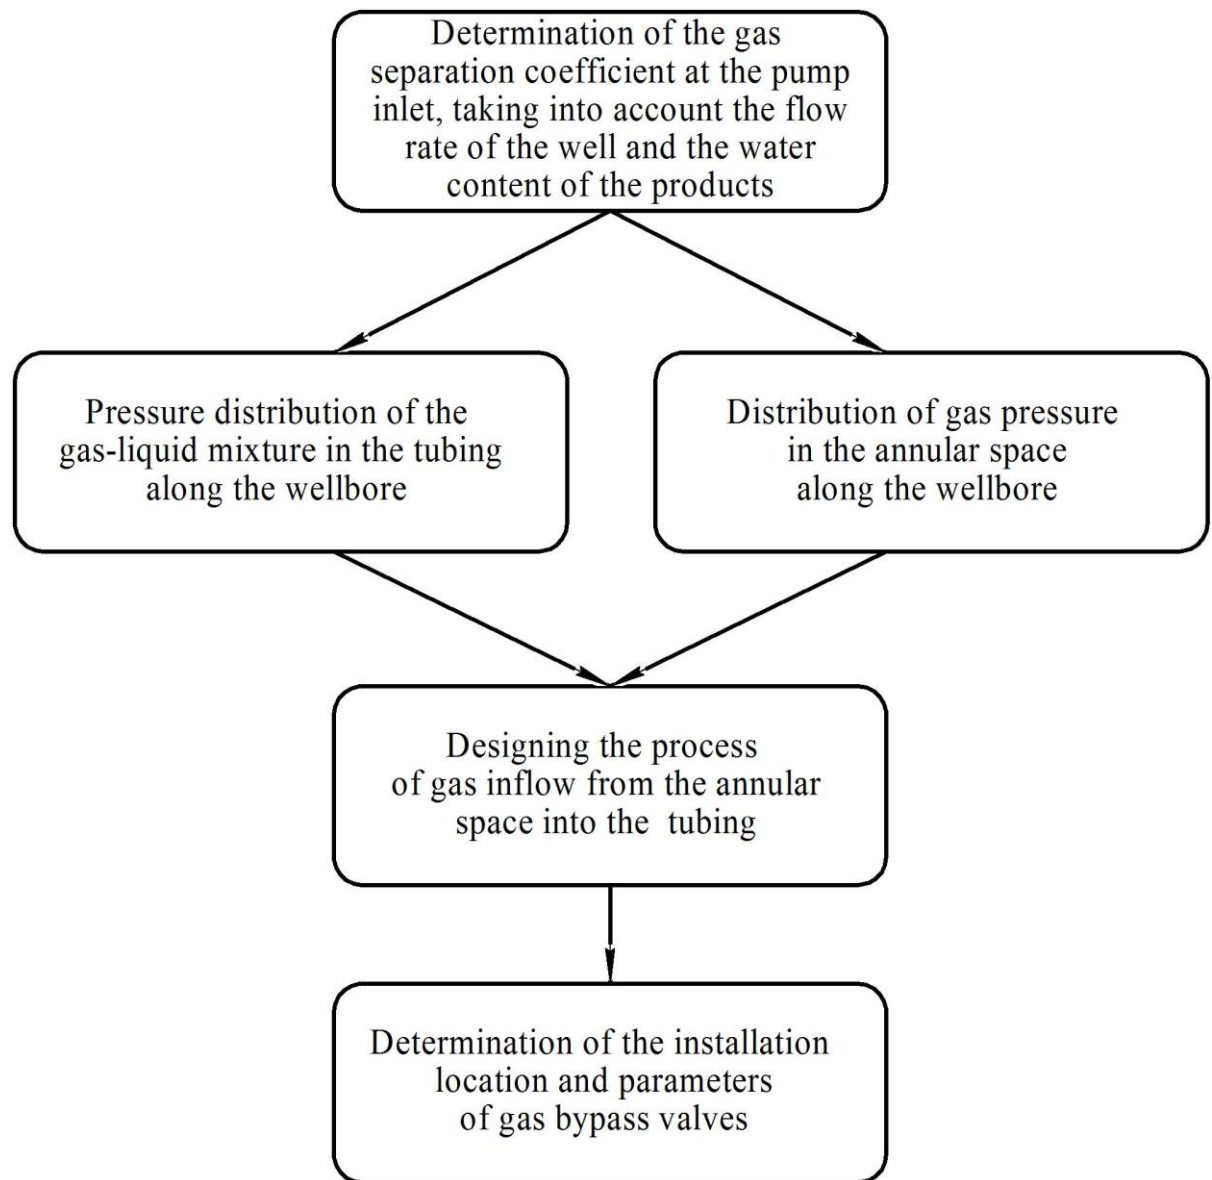 Determination of the gas
separation coefficient at the pump
inlet, taking into account the flow
rate of the well and the water
content of the products
Pressure distribution of the
gas-liquid mixture in the tubing
along the wellbore
Distribution of gas pressure
in the annular space
along the wellbore
Designing the process
of gas inflow from the annular
space into the tubing
Determination of the installation
location and parameters
of gas bypass valves